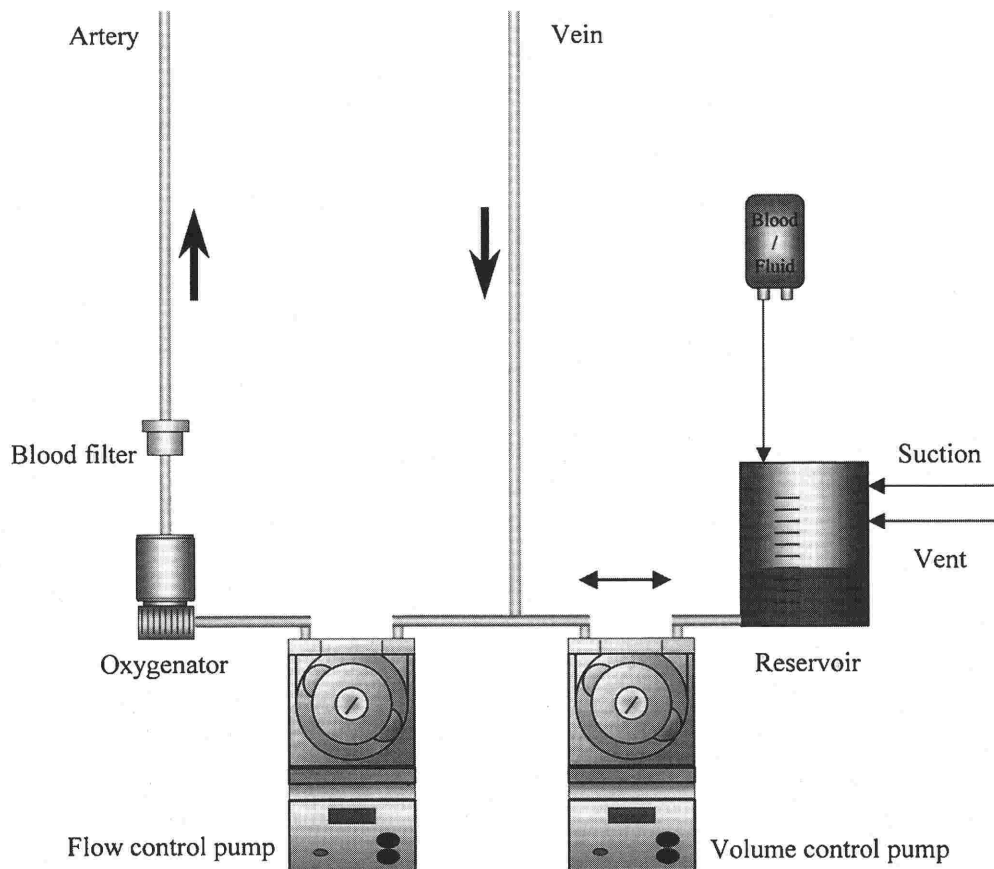 Artery
Vein
Blood
/
Fluid
Blood filter
Suction
Vent
Oxygenator
Reservoir
Flow control pump
Volume control pump